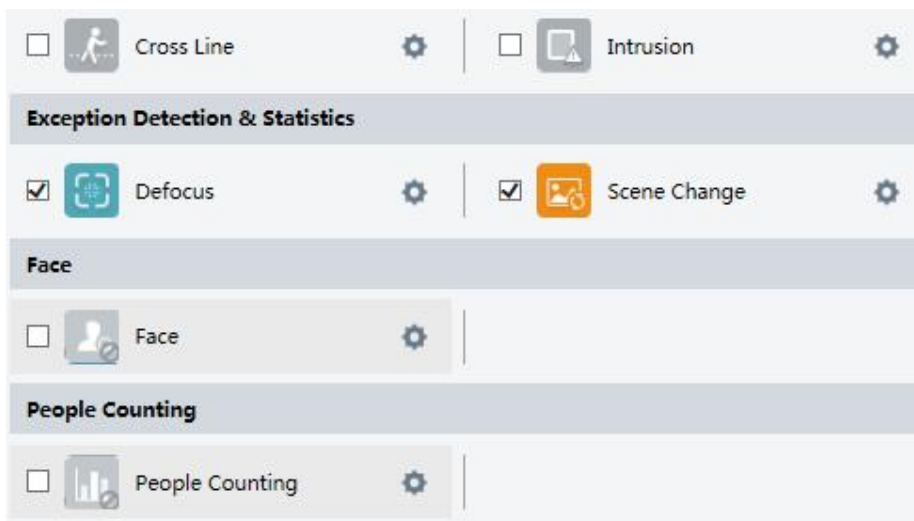 Cross Line Intrusion
Exception Detection & Statistics
Defocus Scene Change
Face
Face
People Counting
People Counting